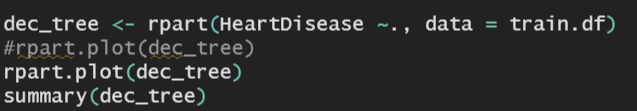 dec_tree <- rpart(HeartDisease ~., data = train.df)
#rpart.plot(dec_tree)
rpart.plot(dec_tree)
summary(dec_tree)